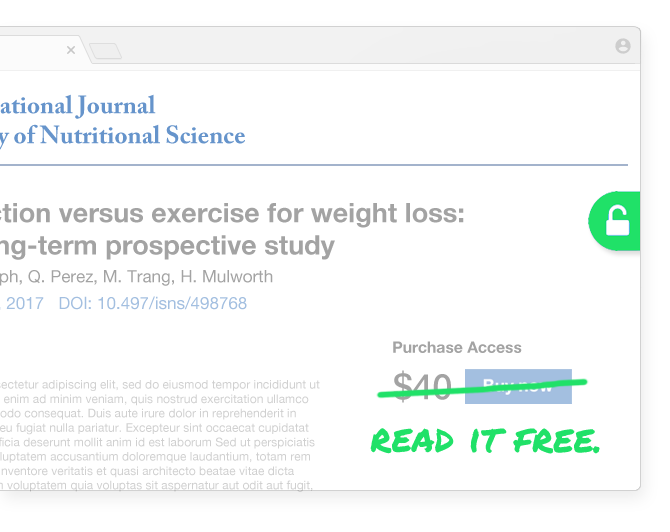 ational Journal
y of Nutritional Science
ction versus exercise for weight loss:
ng-term prospective study
ph, Q. Perez, M. Trang, H. Mulworth
. 2017 DOI: 10.497/isns/498768
Purchase Access
$40 Buy now
READ IT FREE.
sectetur adipiscing elit, sed do eiusmod tempor incididunt ut
enim ad minim veniam, quis nostrud exercitation ullamco
odo consequat. Duis aute irure dolor in reprehenderit in
eu fugiat nulla pariatur. Excepteur sint occaecat cupidatat
ficia deserunt mollit anim id est laborum Sed ut perspiciatis
luptatem accusantium doloremque laudantium, totam rem
inventore veritatis et quasi architecto beatae vitae dicta
n voluptatem quia voluptas sit aspernatur aut odit aut fugit,